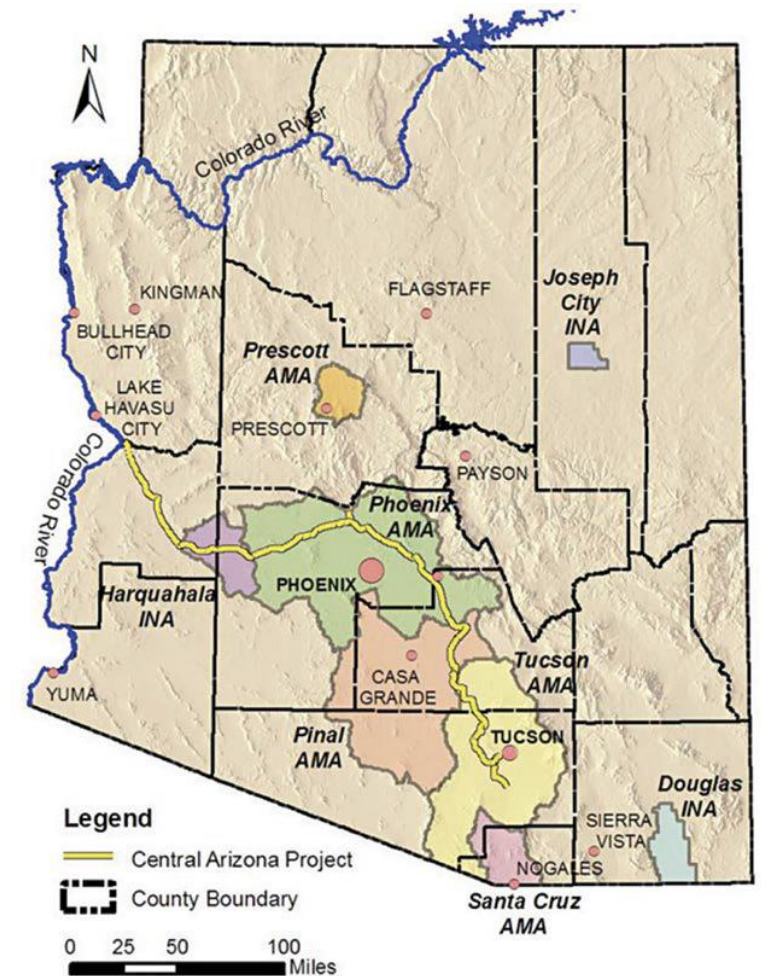 N
Colorado River
KINGMAN
FLAGSTAFF
Joseph
City
INA
BULLHEAD
CITY
Prescott
AMA
LAKE
HAVASU
CITY
PRESCOTT
PAYSON
Colorado River
Phoenix
AMA
PHOENIX
Harquahala
INA
CASA
GRANDE
Tucson
AMA
YUMA
Pinal
AMA
TUCSON
Douglas
INA
SIERRA
VISTA
NOGALES
Santa Cruz
AMA
Legend
Central Arizona Project
County Boundary
0 25 50 100
Miles